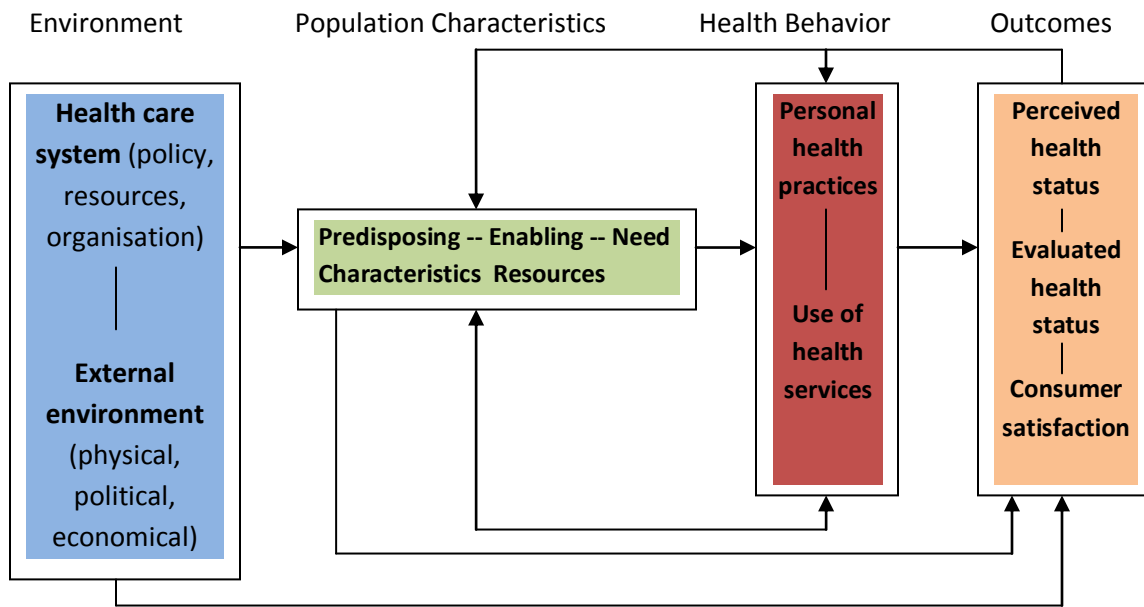 Environment
Population Characteristics
Health Behavior
Outcomes
Health care
system (policy,
resources,
organisation)
External
environment
(physical,
political,
economical)
Predisposing -- Enabling -- Need
Characteristics Resources
Personal
health
practices
Use of
health
services
Perceived
health
status
Evaluated
health
status
Consumer
satisfaction